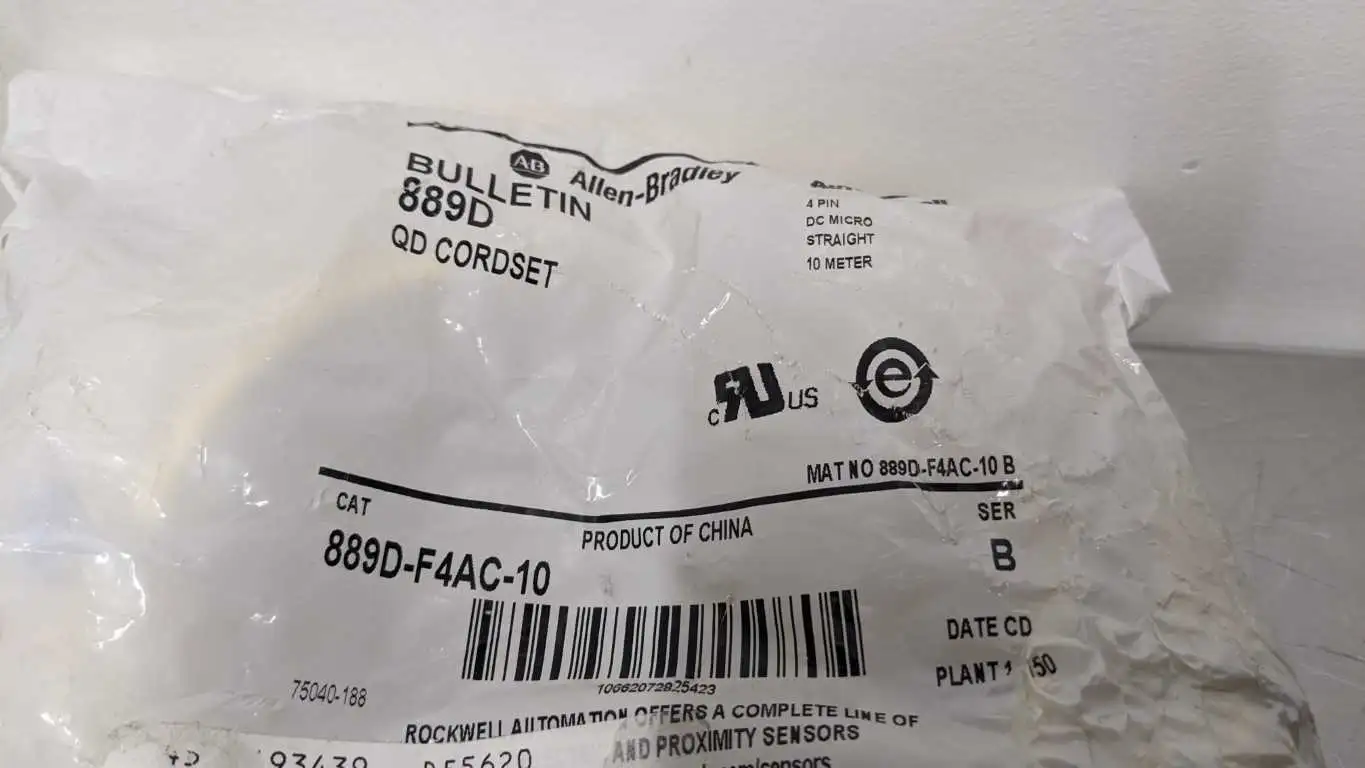 AB Allen-Bradley
BULLETIN
889D
QD CORDSET
4 PIN
DC MICRO
STRAIGHT
10 METER
c US
e
MAT NO 889D-F4AC-10 B
CAT
PRODUCT OF CHINA
SER
889D-F4AC-10
B
DATE CD
PLANT
10662072825423
75040-188
ROCKWELL AUTOMATION OFFERS A COMPLETE LINE OF
AND PROXIMITY SENSORS